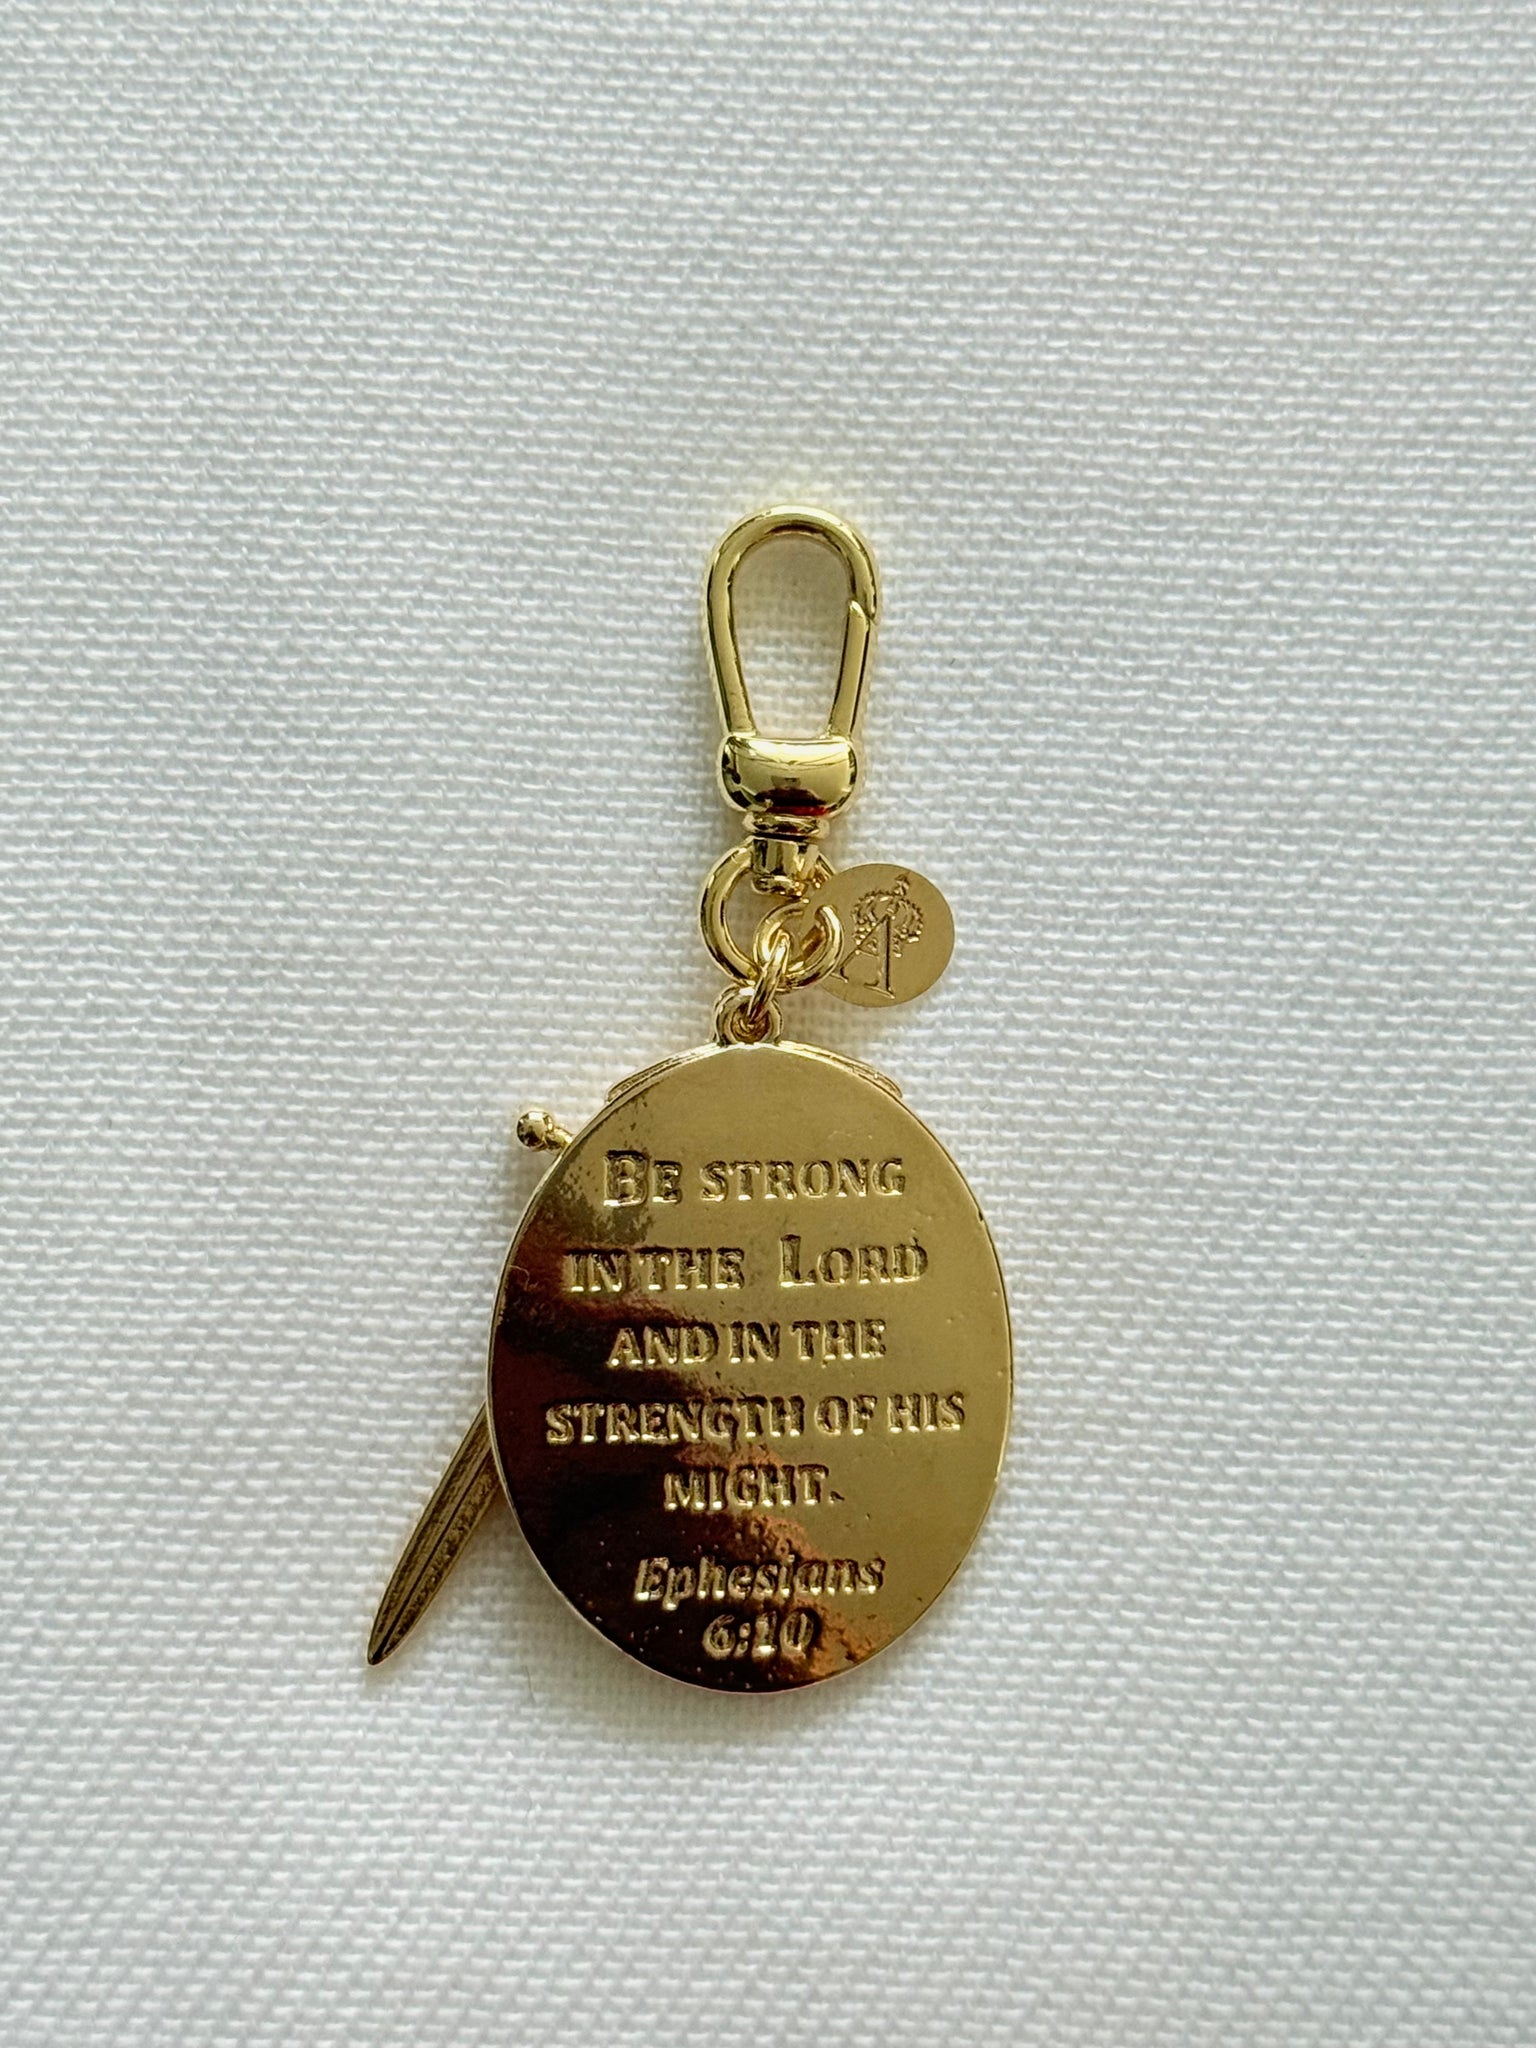 A
BE STRONG
IN THE LORD
AND IN THE
STRENGTH OF HIS
MIGHT.
Ephesians
6:10